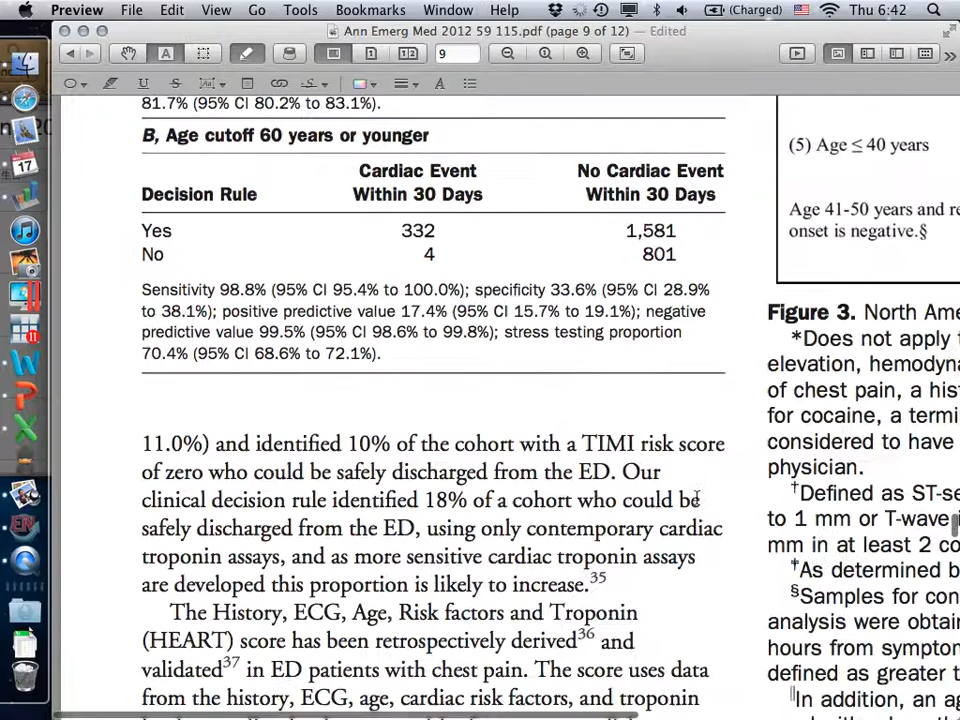 Preview File Edit View Go Tools Bookmarks Window Help (Charged) Thu 6:42
Ann Emerg Med 2012 59 115.pdf (page 9 of 12) — Edited
9
81.7% (95% CI 80.2% to 83.1%).
B, Age cutoff 60 years or younger
Cardiac Event No Cardiac Event
Decision Rule Within 30 Days Within 30 Days
Yes 332 1,581
No 4 801
Sensitivity 98.8% (95% CI 95.4% to 100.0%); specificity 33.6% (95% CI 28.9%
to 38.1%); positive predictive value 17.4% (95% CI 15.7% to 19.1%); negative
predictive value 99.5% (95% CI 98.6% to 99.8%); stress testing proportion
70.4% (95% CI 68.6% to 72.1%).
11.0%) and identified 10% of the cohort with a TIMI risk score
of zero who could be safely discharged from the ED. Our
clinical decision rule identified 18% of a cohort who could be
safely discharged from the ED, using only contemporary cardiac
troponin assays, and as more sensitive cardiac troponin assays
are developed this proportion is likely to increase.35
The History, ECG, Age, Risk factors and Troponin
(HEART) score has been retrospectively derived36 and
validated37 in ED patients with chest pain. The score uses data
from the history, ECG, age, cardiac risk factors, and troponin
(5) Age ≤ 40 years
Age 41-50 years and re
onset is negative.§
Figure 3. North Ame
*Does not apply t
elevation, hemodyna
of chest pain, a hist
for cocaine, a termi
considered to have
physician.
†Defined as ST-se
to 1 mm or T-wave i
mm in at least 2 co
‡As determined b
§Samples for con
analysis were obtain
hours from symptom
defined as greater t
||In addition, an ag
17
11